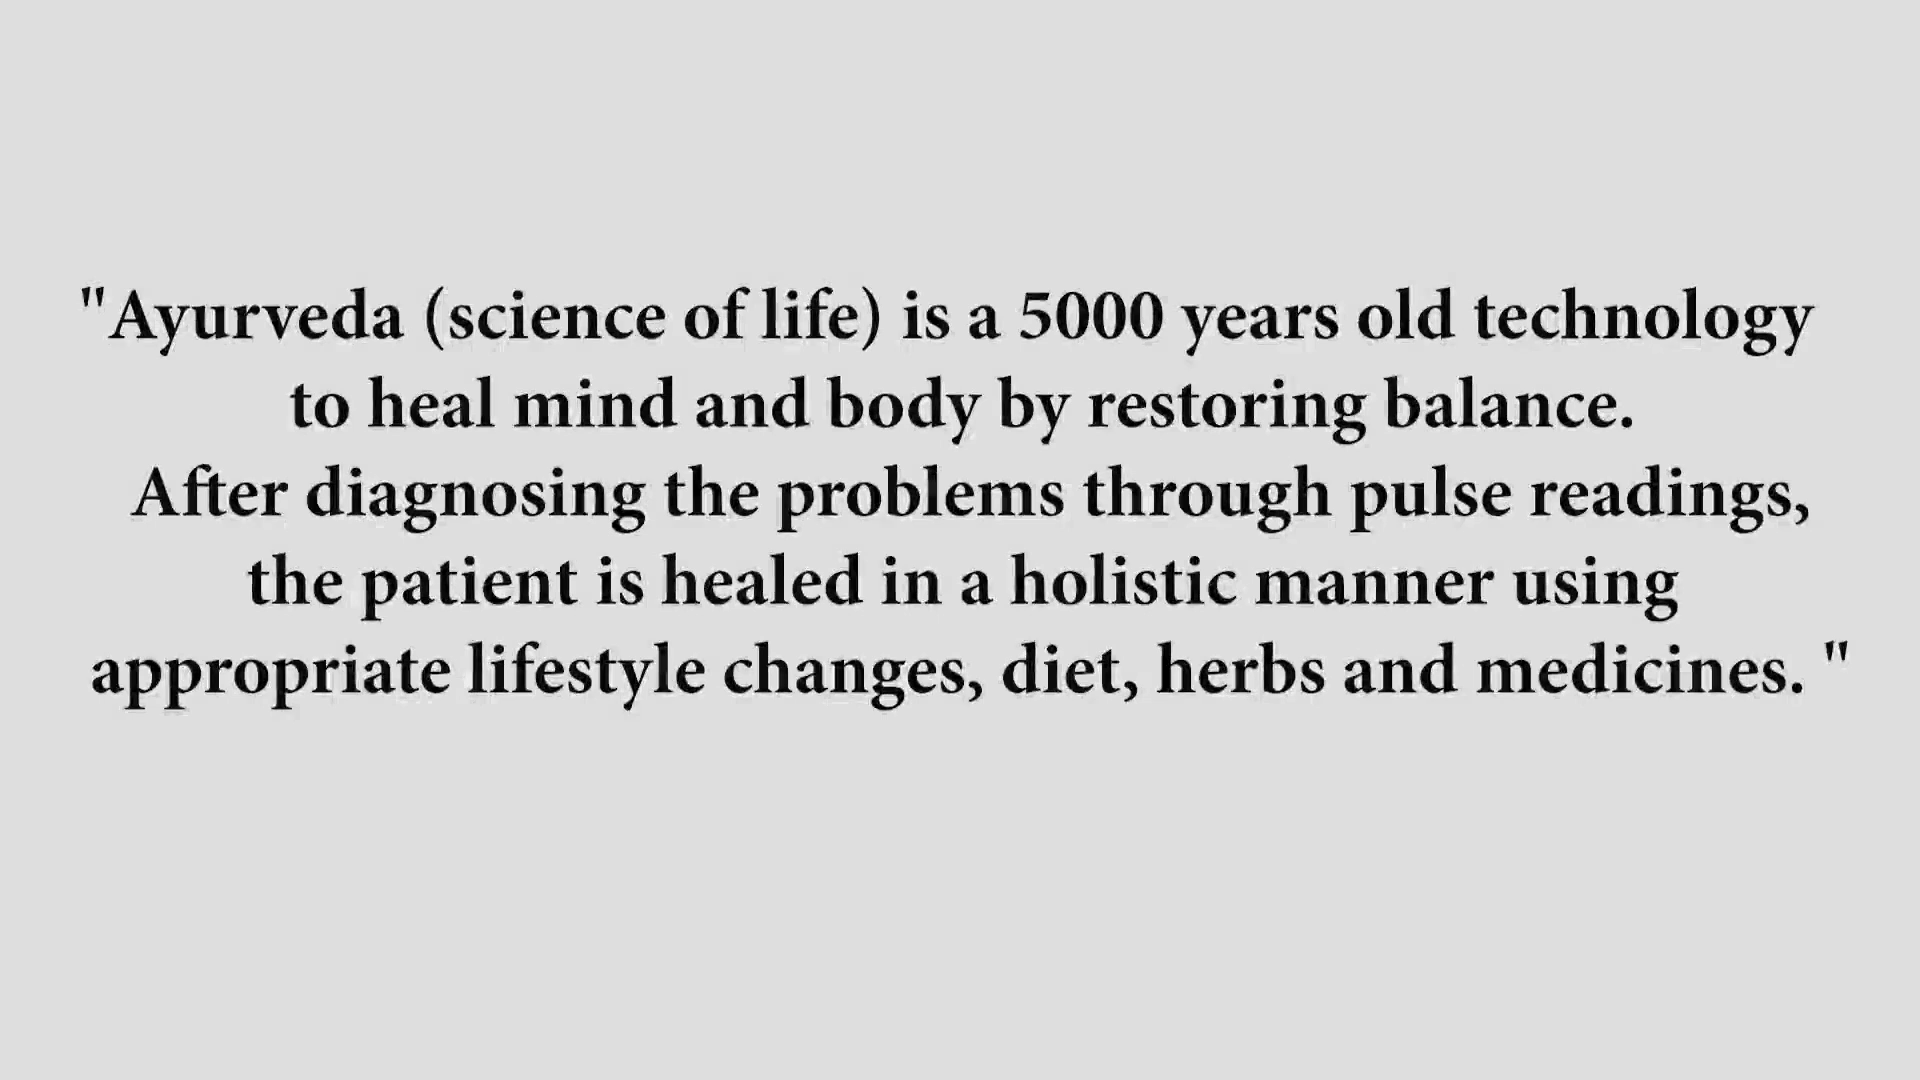 "Ayurveda (science of life) is a 5000 years old technology
to heal mind and body by restoring balance.
After diagnosing the problems through pulse readings,
the patient is healed in a holistic manner using
appropriate lifestyle changes, diet, herbs and medicines. "